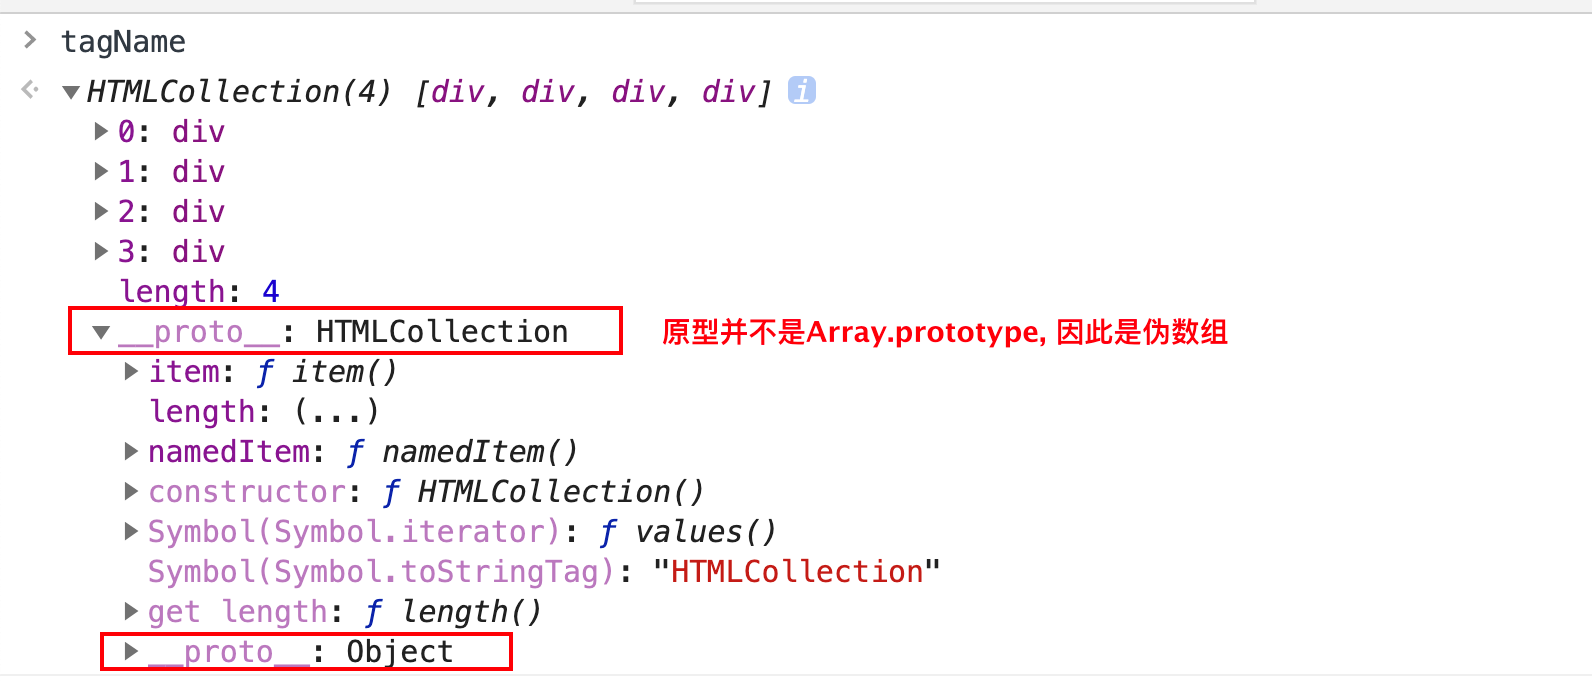 tagName
HTMLCollection(4) [div, div, div, div] i
0: div
1: div
2: div
3: div
length: 4
__proto__: HTMLCollection 原型并不是Array.prototype, 因此是伪数组
item: ƒ item()
length: (...)
namedItem: ƒ namedItem()
constructor: ƒ HTMLCollection()
Symbol(Symbol.iterator): ƒ values()
Symbol(Symbol.toStringTag): "HTMLCollection"
get length: ƒ length()
__proto__: Object